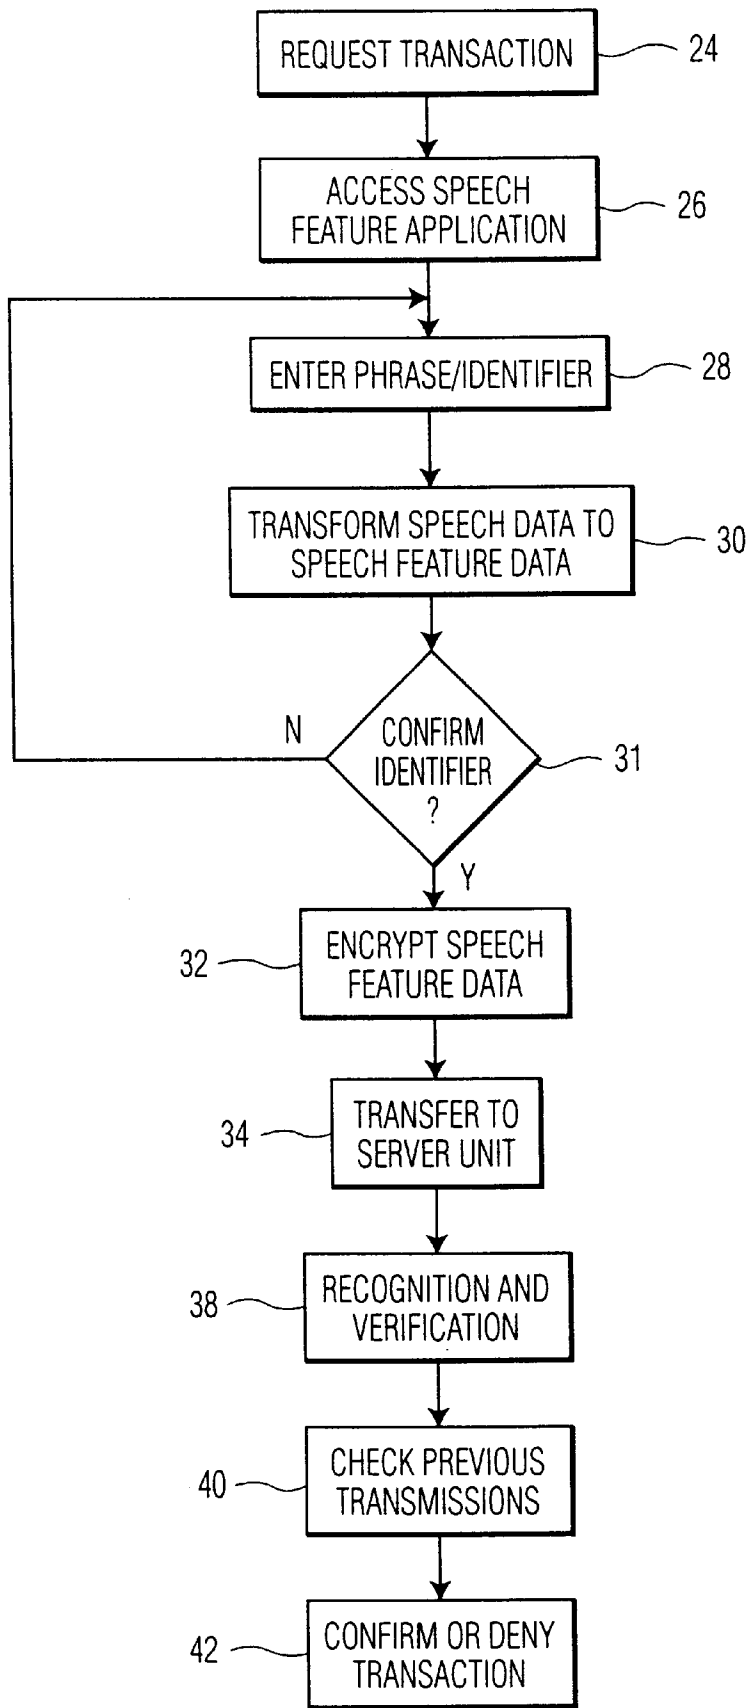 REQUEST TRANSACTION
24
ACCESS SPEECH
FEATURE APPLICATION
26
ENTER PHRASE/IDENTIFIER
28
TRANSFORM SPEECH DATA TO
SPEECH FEATURE DATA
30
N
CONFIRM
IDENTIFIER
?
31
Y
32
ENCRYPT SPEECH
FEATURE DATA
34
TRANSFER TO
SERVER UNIT
38
RECOGNITION AND
VERIFICATION
40
CHECK PREVIOUS
TRANSMISSIONS
42
CONFIRM OR DENY
TRANSACTION